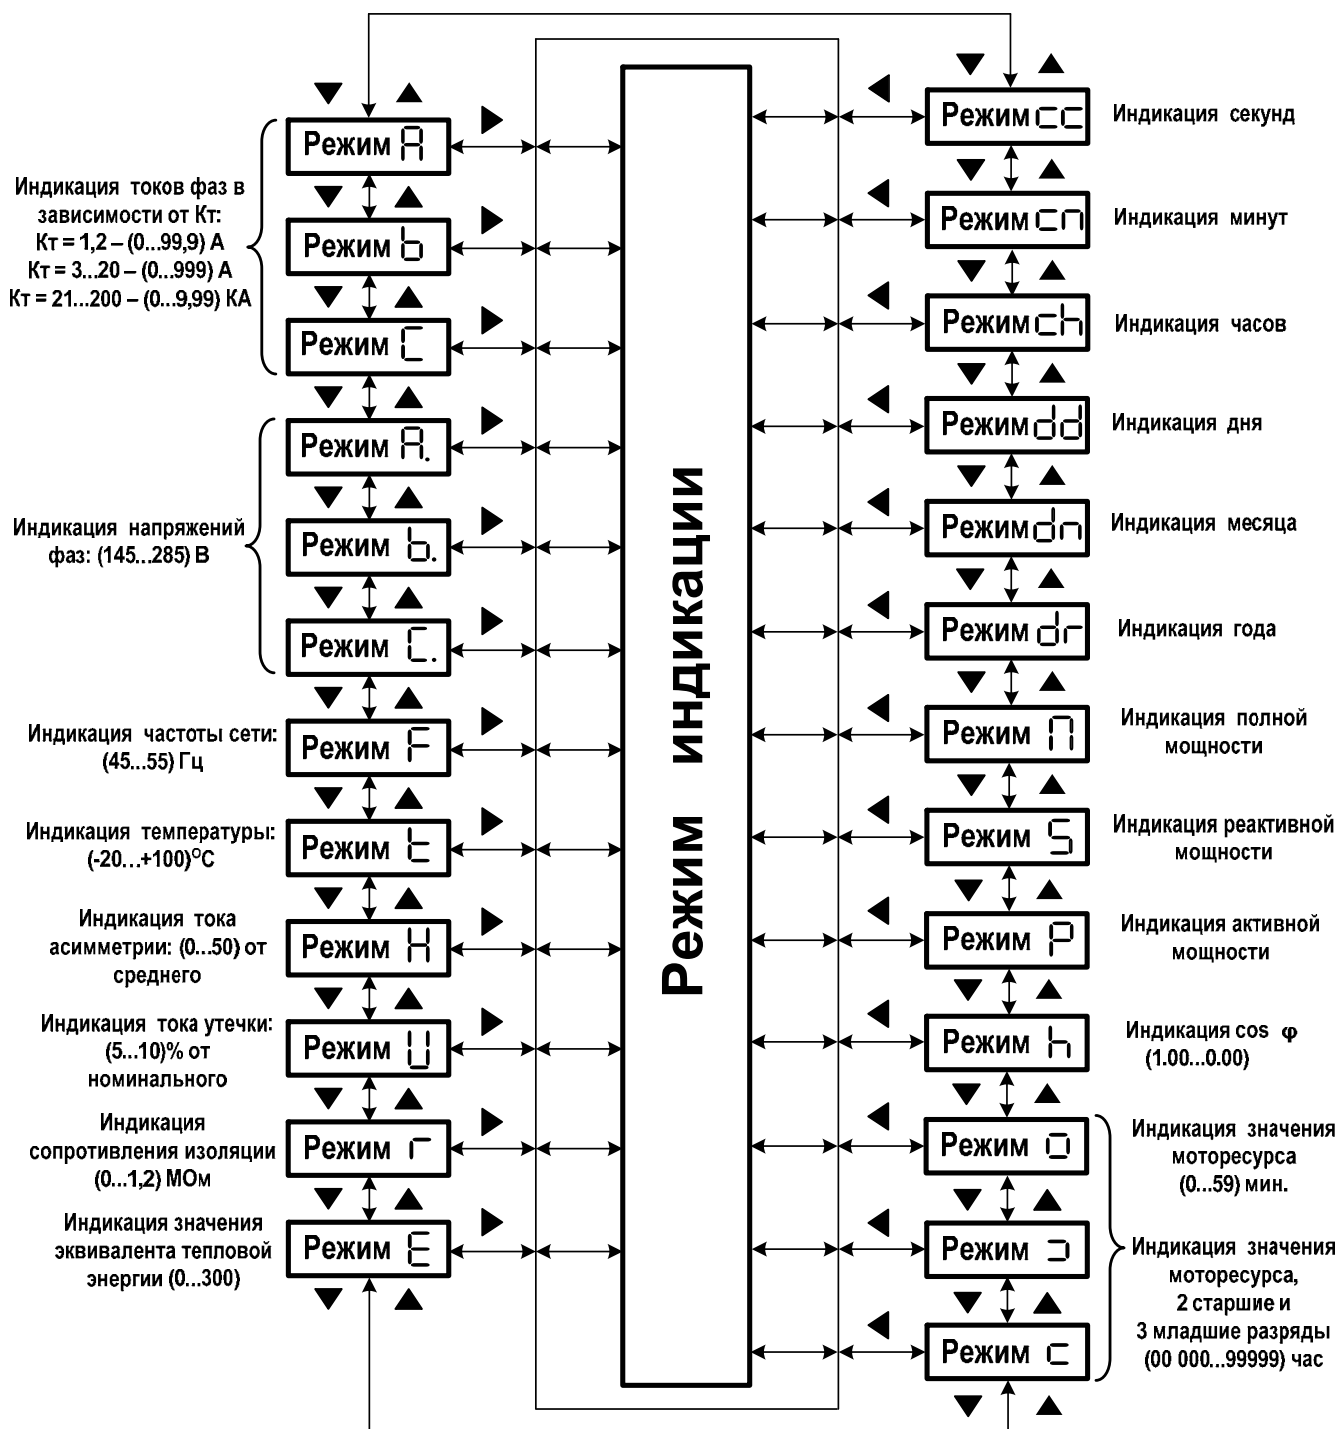 Режим A
Режим b
Режим C
Индикация токов фаз в
зависимости от Кт:
Кт = 1,2 – (0...99,9) А
Кт = 3...20 – (0...999) А
Кт = 21...200 – (0...9,99) КА
Режим A.
Режим b.
Режим C.
Индикация напряжений
фаз: (145...285) В
Индикация частоты сети:
(45...55) Гц
Режим F
Индикация температуры:
(-20...+100)°С
Режим t
Индикация тока
асимметрии: (0...50) от
среднего
Режим H
Индикация тока утечки:
(5...10)% от
номинального
Режим U
Индикация
сопротивления изоляции
(0...1,2) МОм
Режим r
Индикация значения
эквивалента тепловой
энергии (0...300)
Режим E
Режим индикации
Режим cc
Индикация секунд
Режим cn
Индикация минут
Режим ch
Индикация часов
Режим dd
Индикация дня
Режим dn
Индикация месяца
Режим dr
Индикация года
Режим П
Индикация полной
мощности
Режим S
Индикация реактивной
мощности
Режим P
Индикация активной
мощности
Режим h
Индикация cos φ
(1.00...0.00)
Режим o
Индикация значения
моторесурса
(0...59) мин.
Режим ɔ
Режим c
Индикация значения
моторесурса,
2 старшие и
3 младшие разряды
(00 000...99999) час